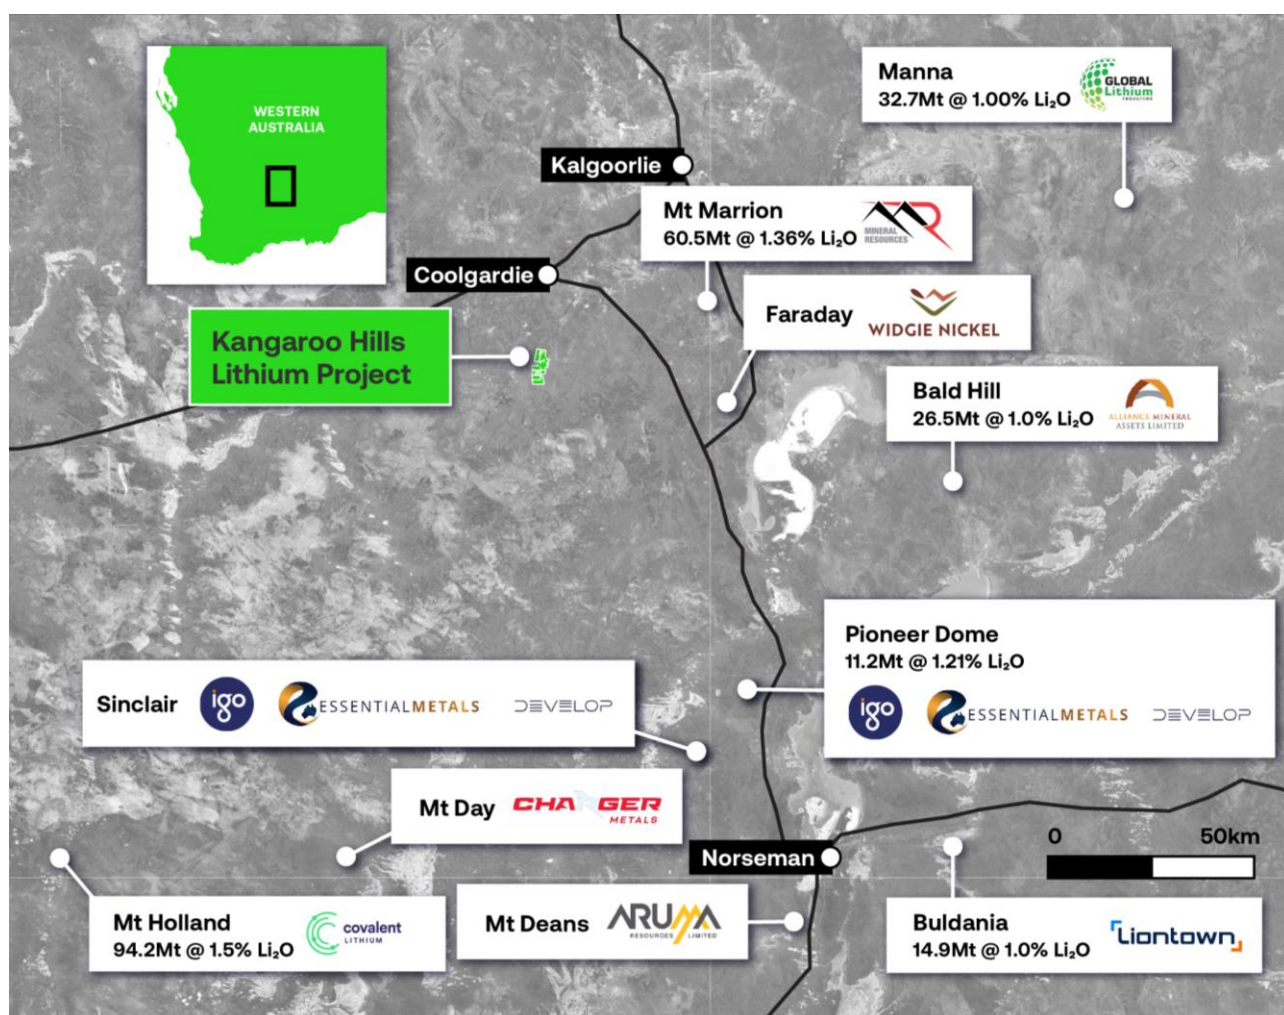 WESTERN
AUSTRALIA
Manna
32.7Mt @ 1.00% Li₂O
GLOBAL
Lithium
RESOURCES
Kalgoorlie
Mt Marrion
60.5Mt @ 1.36% Li₂O
MINERAL
RESOURCES
Coolgardie
Faraday
WIDGIE NICKEL
Kangaroo Hills
Lithium Project
Bald Hill
26.5Mt @ 1.0% Li₂O
ALLIANCE MINERAL
ASSETS LIMITED
Pioneer Dome
11.2Mt @ 1.21% Li₂O
igo
ESSENTIALMETALS
DEVELOP
Sinclair
igo
ESSENTIALMETALS
DEVELOP
Mt Day
CHARGER
METALS
Norseman
0 50km
Mt Holland
94.2Mt @ 1.5% Li₂O
covalent
LITHIUM
Mt Deans
ARUMA
RESOURCES LIMITED
Buldania
14.9Mt @ 1.0% Li₂O
Liontown